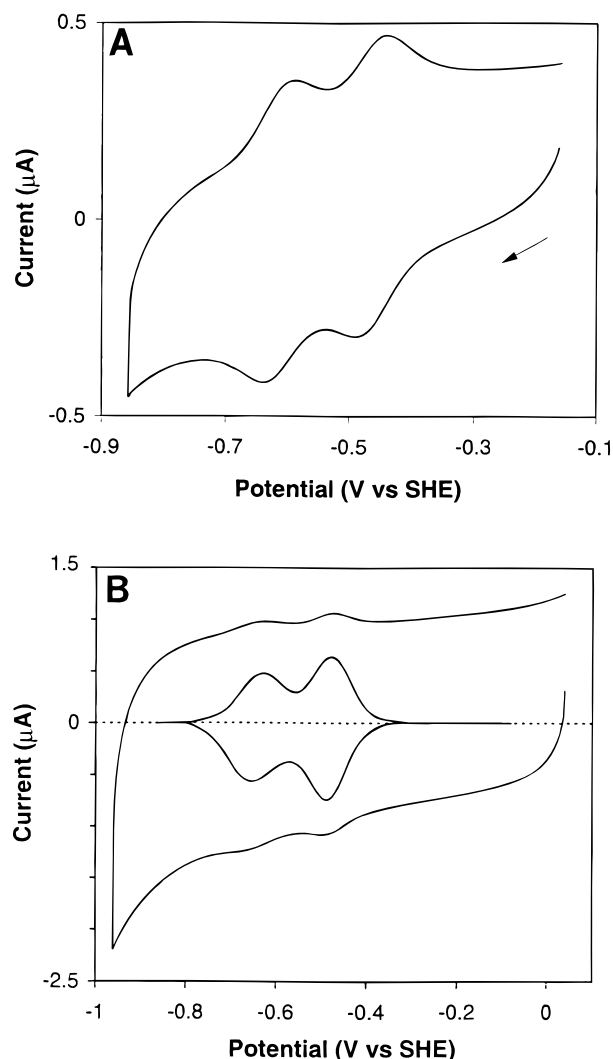 A
0.5
0
-0.5
Current (μA)
-0.9 -0.7 -0.5 -0.3 -0.1
Potential (V vs SHE)
B
1.5
0
-2.5
Current (μA)
-1 -0.8 -0.6 -0.4 -0.2 0
Potential (V vs SHE)